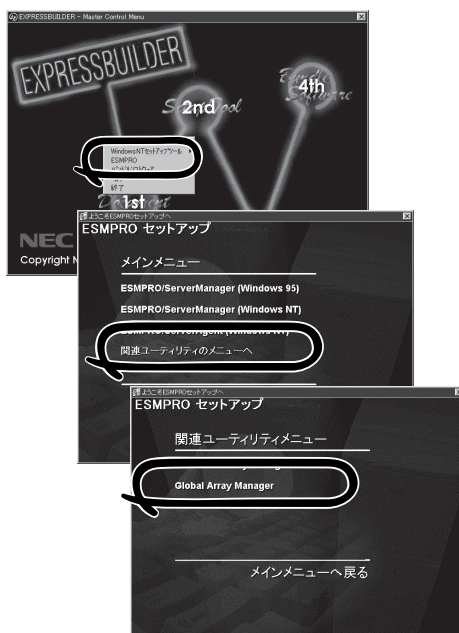 EXPRESSBUILDER - Master Control Menu
EXPRESSBUILDER
4th
2nd
WindowsNTセットアップツール
ESMPRO
終了
1st
NEC
Copyright
ようこそESMPROセットアップへ
ESMPRO セットアップ
メインメニュー
ESMPRO/ServerManager (Windows 95)
ESMPRO/ServerManager (Windows NT)
ESMPRO/ServerAgent (Windows NT)
関連ユーティリティのメニューへ
ようこそESMPROセットアップへ
ESMPRO セットアップ
関連ユーティリティメニュー
Global Array Manager
メインメニューへ戻る